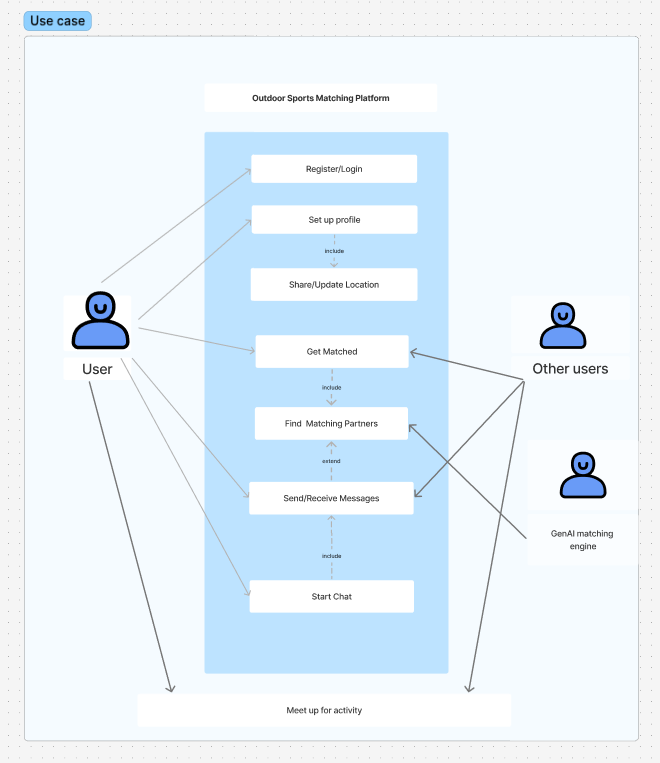 Use case
Outdoor Sports Matching Platform
Register/Login
Set up profile
include
Share/Update Location
Get Matched
include
Find Matching Partners
extend
Send/Receive Messages
include
Start Chat
User
Other users
GenAI matching
engine
Meet up for activity